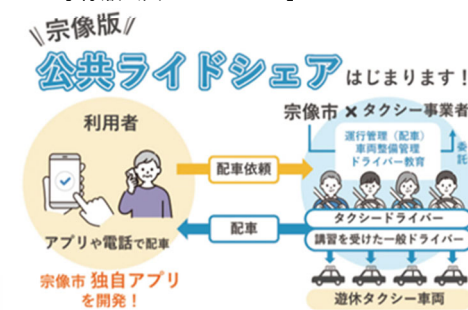 宗像版
公共ライドシェアはじまります！
利用者
宗像市×タクシー事業者
運行管理（配車）
車両整備管理
ドライバー教育
委託
配車依頼
配車
タクシードライバー
講習を受けた一般ドライバー
アプリや電話で配車
宗像市 独自アプリ
を開発！
遊休タクシー車両